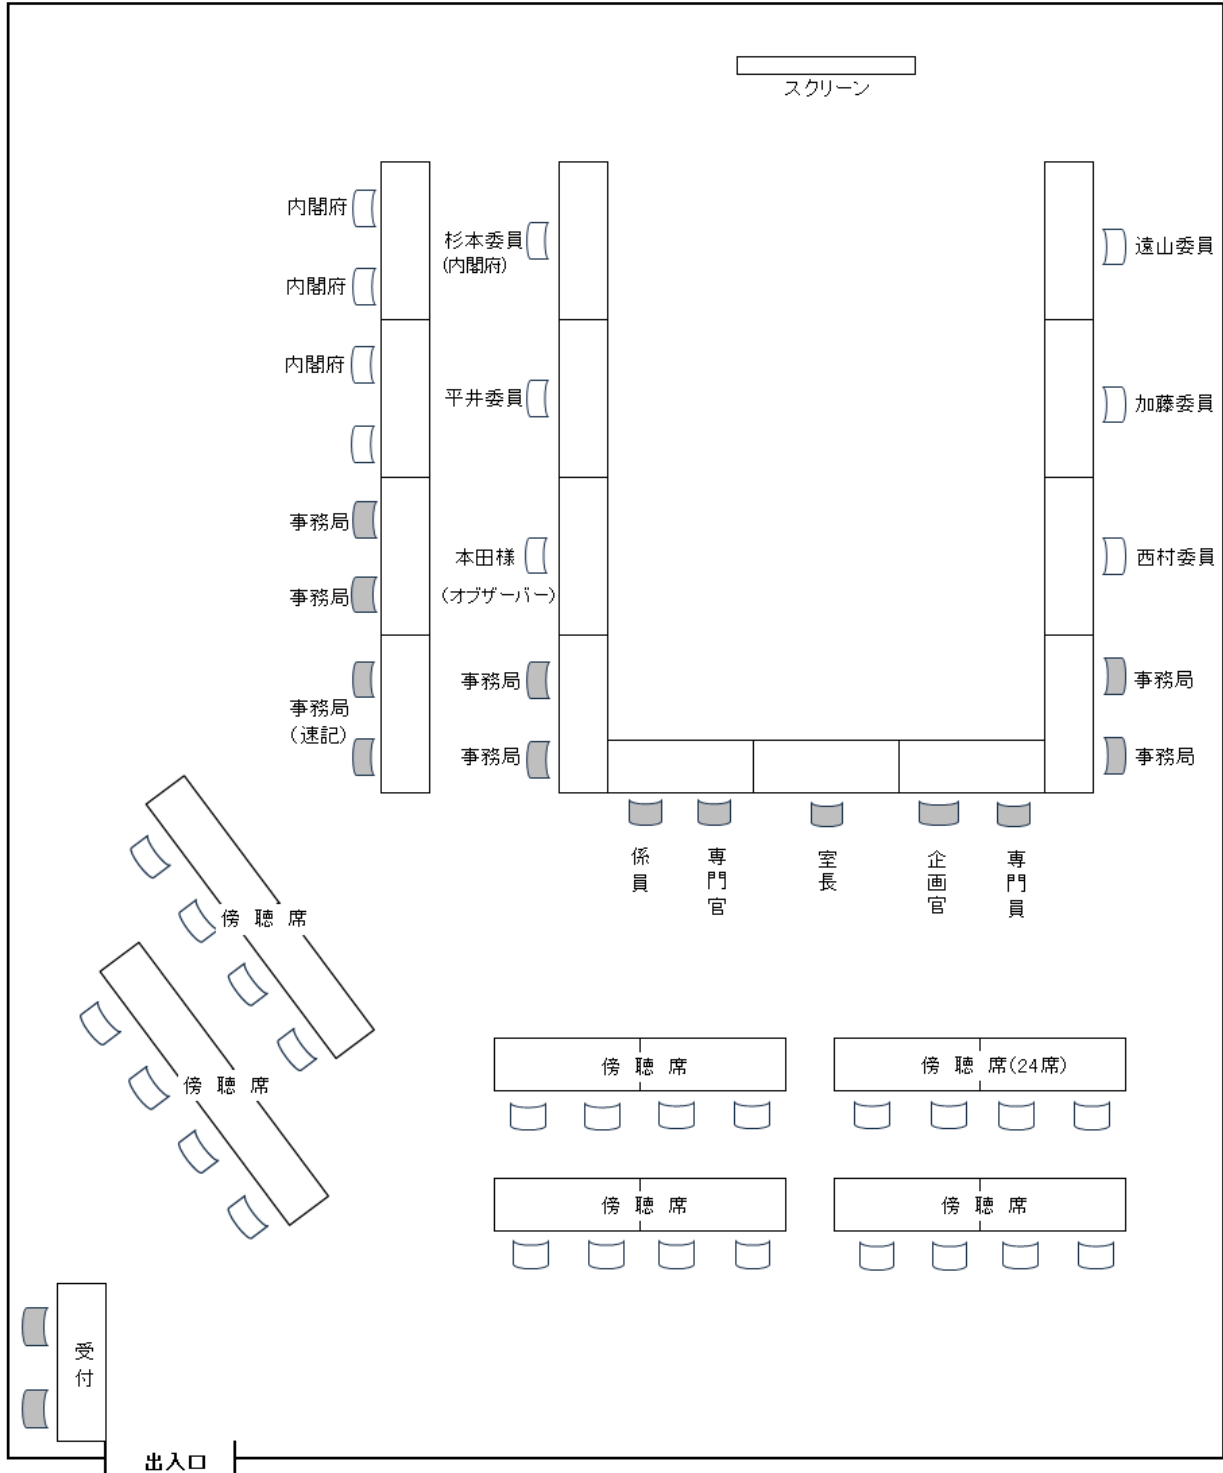 スクリーン
内閣府
杉本委員
(内閣府)
遠山委員
内閣府
内閣府
平井委員
加藤委員
事務局
本田様
(オブザーバー)
西村委員
事務局
事務局
(速記)
事務局
事務局
事務局
事務局
係員
専門官
室長
企画官
専門員
傍聴席
傍聴席
傍聴席
傍聴席(24席)
傍聴席
傍聴席
受付
出入口